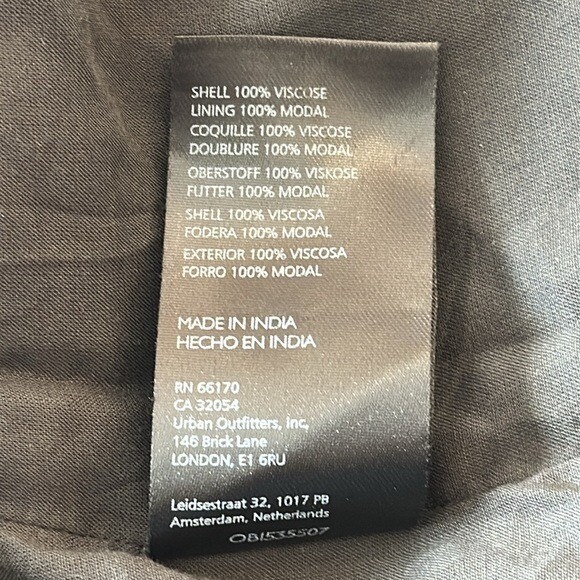 SHELL 100% VISCOSE
LINING 100% MODAL
COQUILLE 100% VISCOSE
DOUBLURE 100% MODAL
OBERSTOFF 100% VISKOSE
FUTTER 100% MODAL
SHELL 100% VISCOSA
FODERA 100% MODAL
EXTERIOR 100% VISCOSA
FORRO 100% MODAL
MADE IN INDIA
HECHO EN INDIA
RN 66170
CA 32054
Urban Outfitters, Inc,
146 Brick Lane
LONDON, E1 6RU
Leidsestraat 32, 1017 PB
Amsterdam, Netherlands